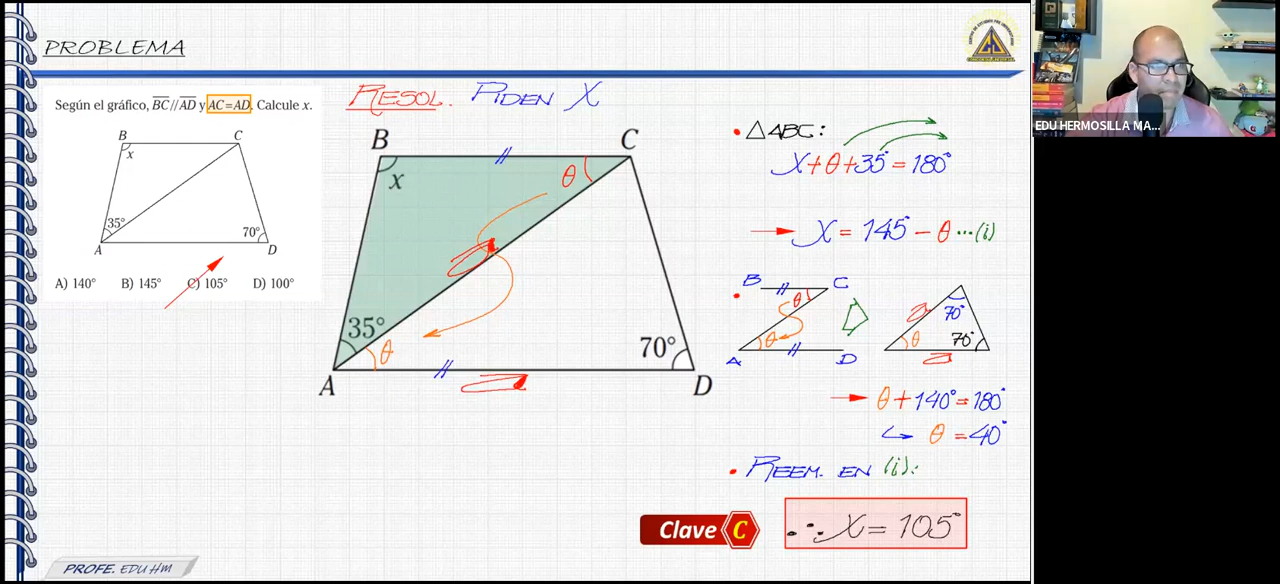 PROBLEMA
Según el gráfico, BC//AD y AC=AD. Calcule x.
B
C
x
35°
70°
A
D
A) 140°
B) 145°
C) 105°
D) 100°
RESOL. PIDEN X
B
C
x
θ
35°
θ
70°
A
D
• △ABC:
X+θ+35°=180°
X = 145° - θ ...(i)
B C
θ
θ
A D
70°
θ
70°
θ+140°=180°
θ =40°
• REEM. EN (i):
Clave C
∴ X= 105°
PROFE. EDU HM
EDU HERMOSILLA MA...